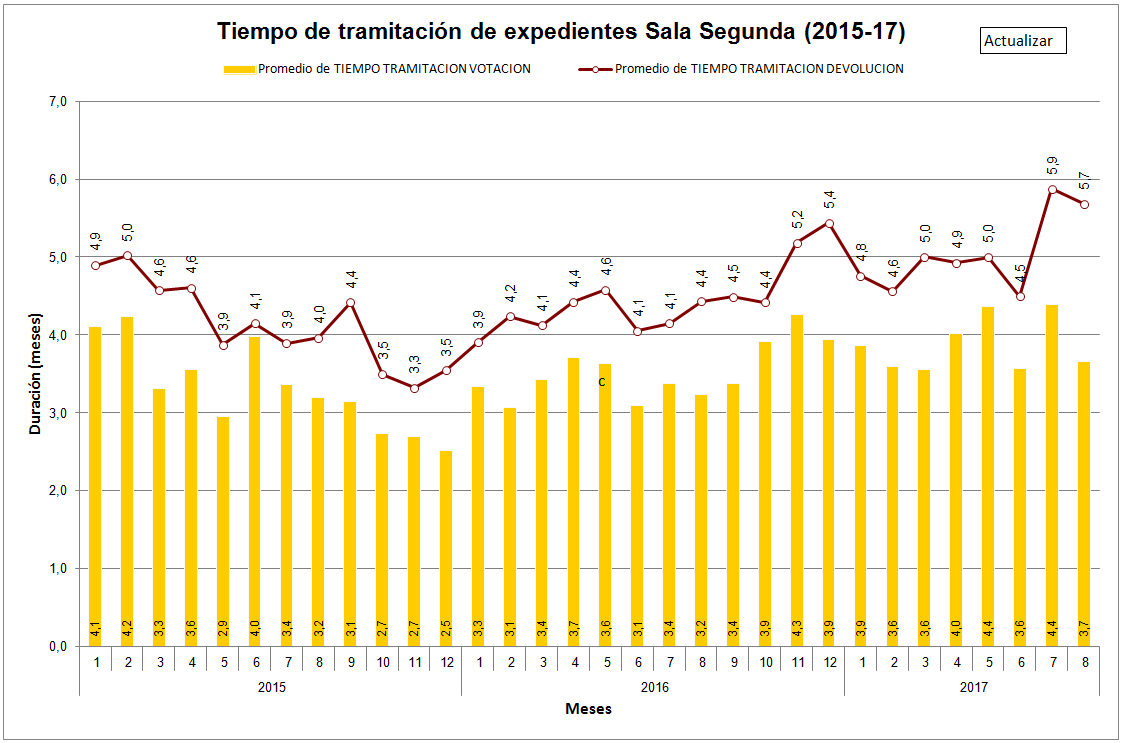 Tiempo de tramitación de expedientes Sala Segunda (2015-17)
Actualizar
Promedio de TIEMPO TRAMITACION VOTACION
Promedio de TIEMPO TRAMITACION DEVOLUCION
7,0
6,0
5,0
4,0
3,0
2,0
1,0
0,0
Duración (meses)
4,9 5,0 4,6 4,6 3,9 4,1 3,9 4,0 4,4 3,5 3,3 3,5 3,9 4,2 4,1 4,4 4,6 4,1 4,1 4,4 4,5 4,4 5,2 5,4 4,8 4,6 5,0 4,9 5,0 4,5 5,9 5,7
C
4,1 4,2 3,3 3,6 2,9 4,0 3,4 3,2 3,1 2,7 2,7 2,5 3,3 3,1 3,4 3,7 3,6 3,1 3,4 3,2 3,4 3,9 4,3 3,9 3,9 3,6 3,6 4,0 4,4 3,6 4,4 3,7
1 2 3 4 5 6 7 8 9 10 11 12 1 2 3 4 5 6 7 8 9 10 11 12 1 2 3 4 5 6 7 8
2015 2016 2017
Meses